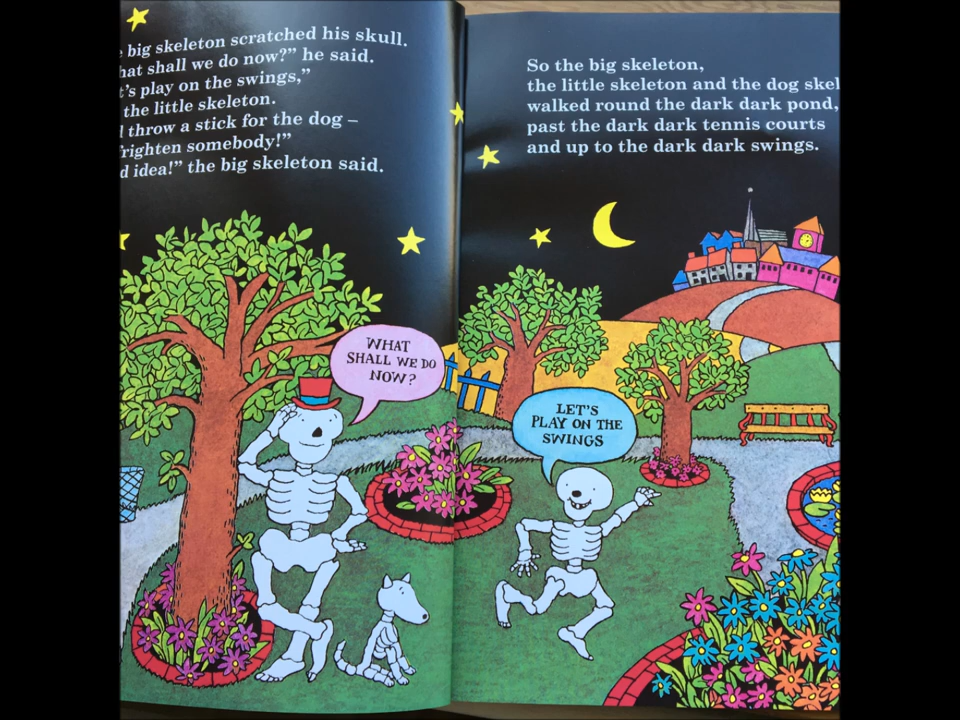 big skeleton scratched his skull.
shall we do now?" he said.
play on the swings,"
the little skeleton.
throw a stick for the dog –
somebody!"
idea!" the big skeleton said.
WHAT
SHALL WE DO
NOW?
So the big skeleton,
the little skeleton and the dog skel
walked round the dark dark pond,
past the dark dark tennis courts
and up to the dark dark swings.
LET'S
PLAY ON THE
SWINGS